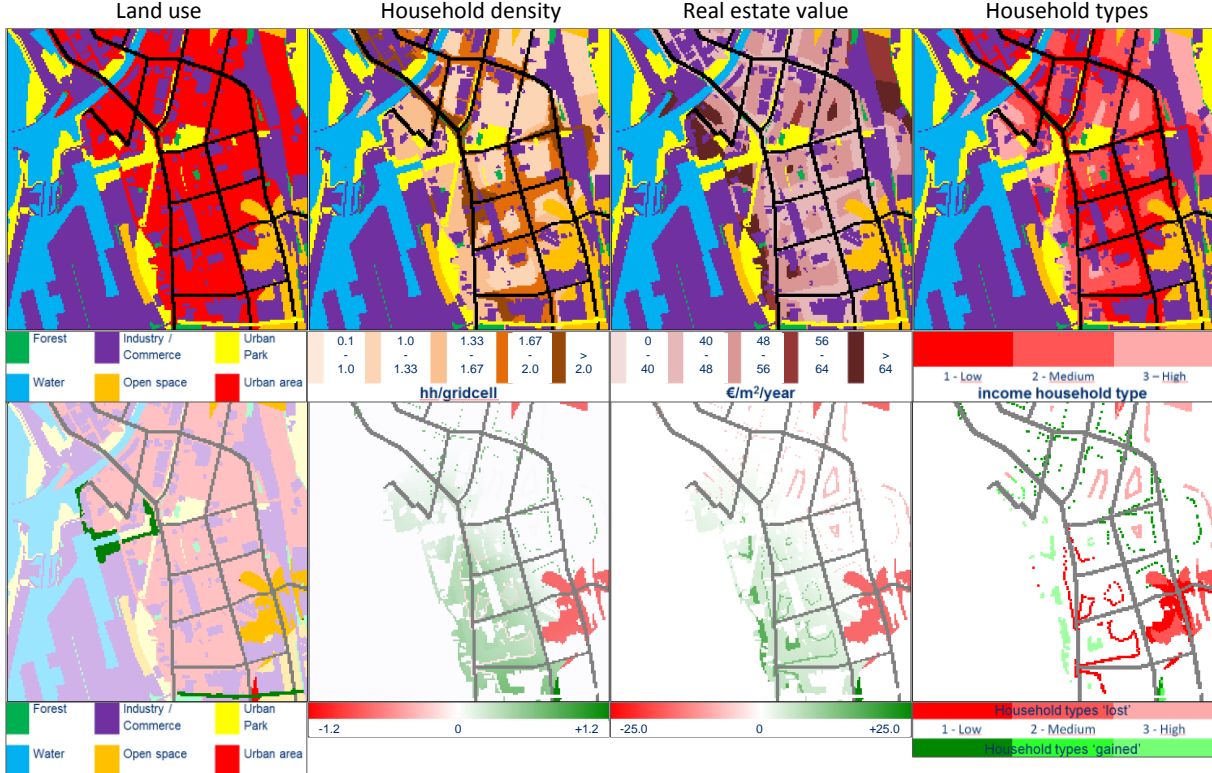 Land use
Household density
Real estate value
Household types
Forest
Industry /
Commerce
Urban
Park
Water
Open space
Urban area
0.1
-
1.0
1.0
-
1.33
1.33
-
1.67
1.67
-
2.0
>
2.0
hh/gridcell
0
-
40
40
-
48
48
-
56
56
-
64
>
64
€/m²/year
1 - Low
2 - Medium
3 – High
income household type
Forest
Industry /
Commerce
Urban
Park
Water
Open space
Urban area
-1.2
0
+1.2
-25.0
0
+25.0
Household types 'lost'
1 - Low
2 - Medium
3 - High
Household types 'gained'